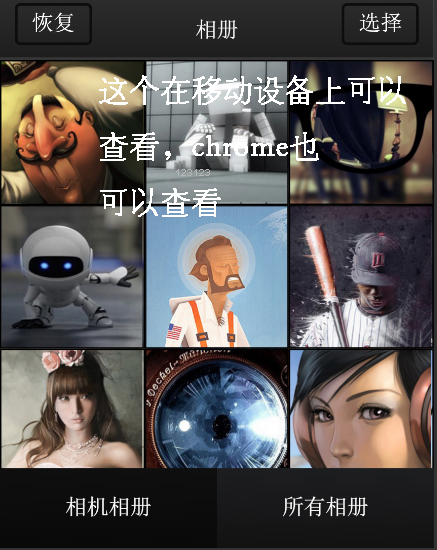 恢复
相册
选择
这个在移动设备上可以
查看，chrome也
123123
可以查看
y.Deckel-München
D
相机相册
所有相册